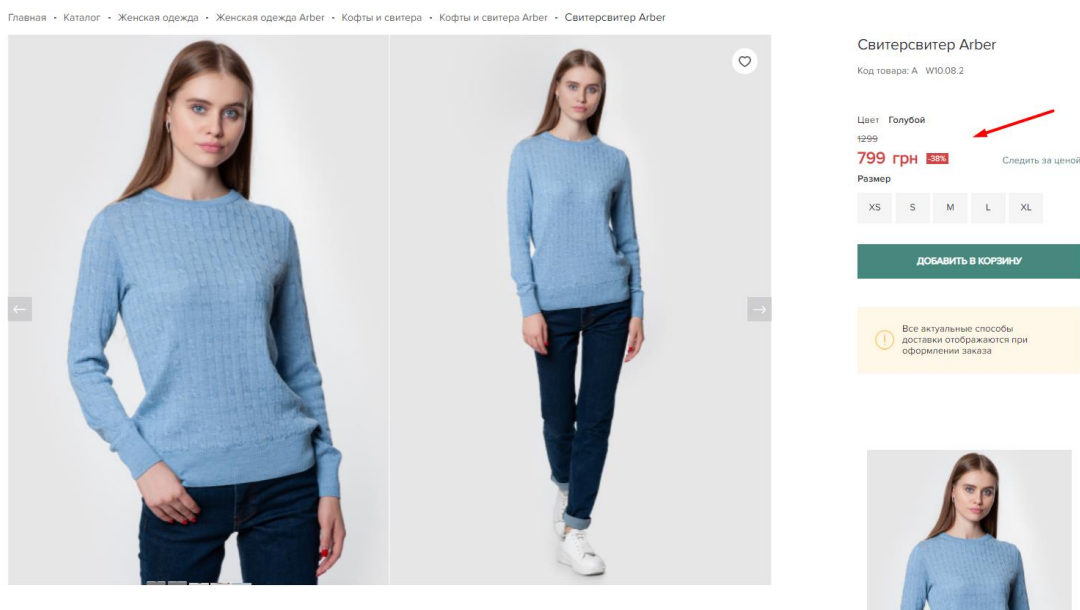 Главная • Каталог • Женская одежда • Женская одежда Arber • Кофты и свитера • Кофты и свитера Arber • Свитерсвитер Arber
Свитерсвитер Arber
Код товара: A W10.08.2
Цвет Голубой
1299
799 грн -38%
Следить за ценой
Размер
XS S M L XL
ДОБАВИТЬ В КОРЗИНУ
Все актуальные способы
доставки отображаются при
оформлении заказа